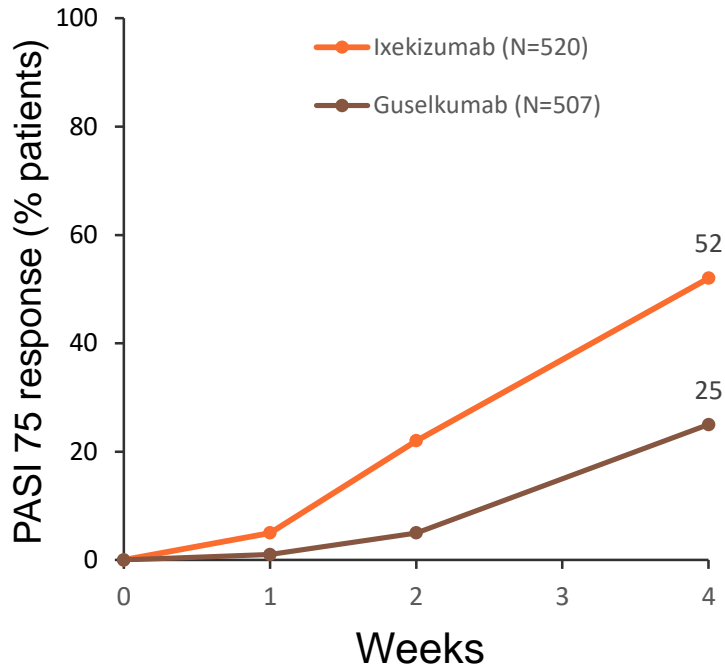 PASI 75 response (% patients)
100
80
60
40
20
0
Ixekizumab (N=520)
Guselkumab (N=507)
52
25
0 1 2 3 4
Weeks